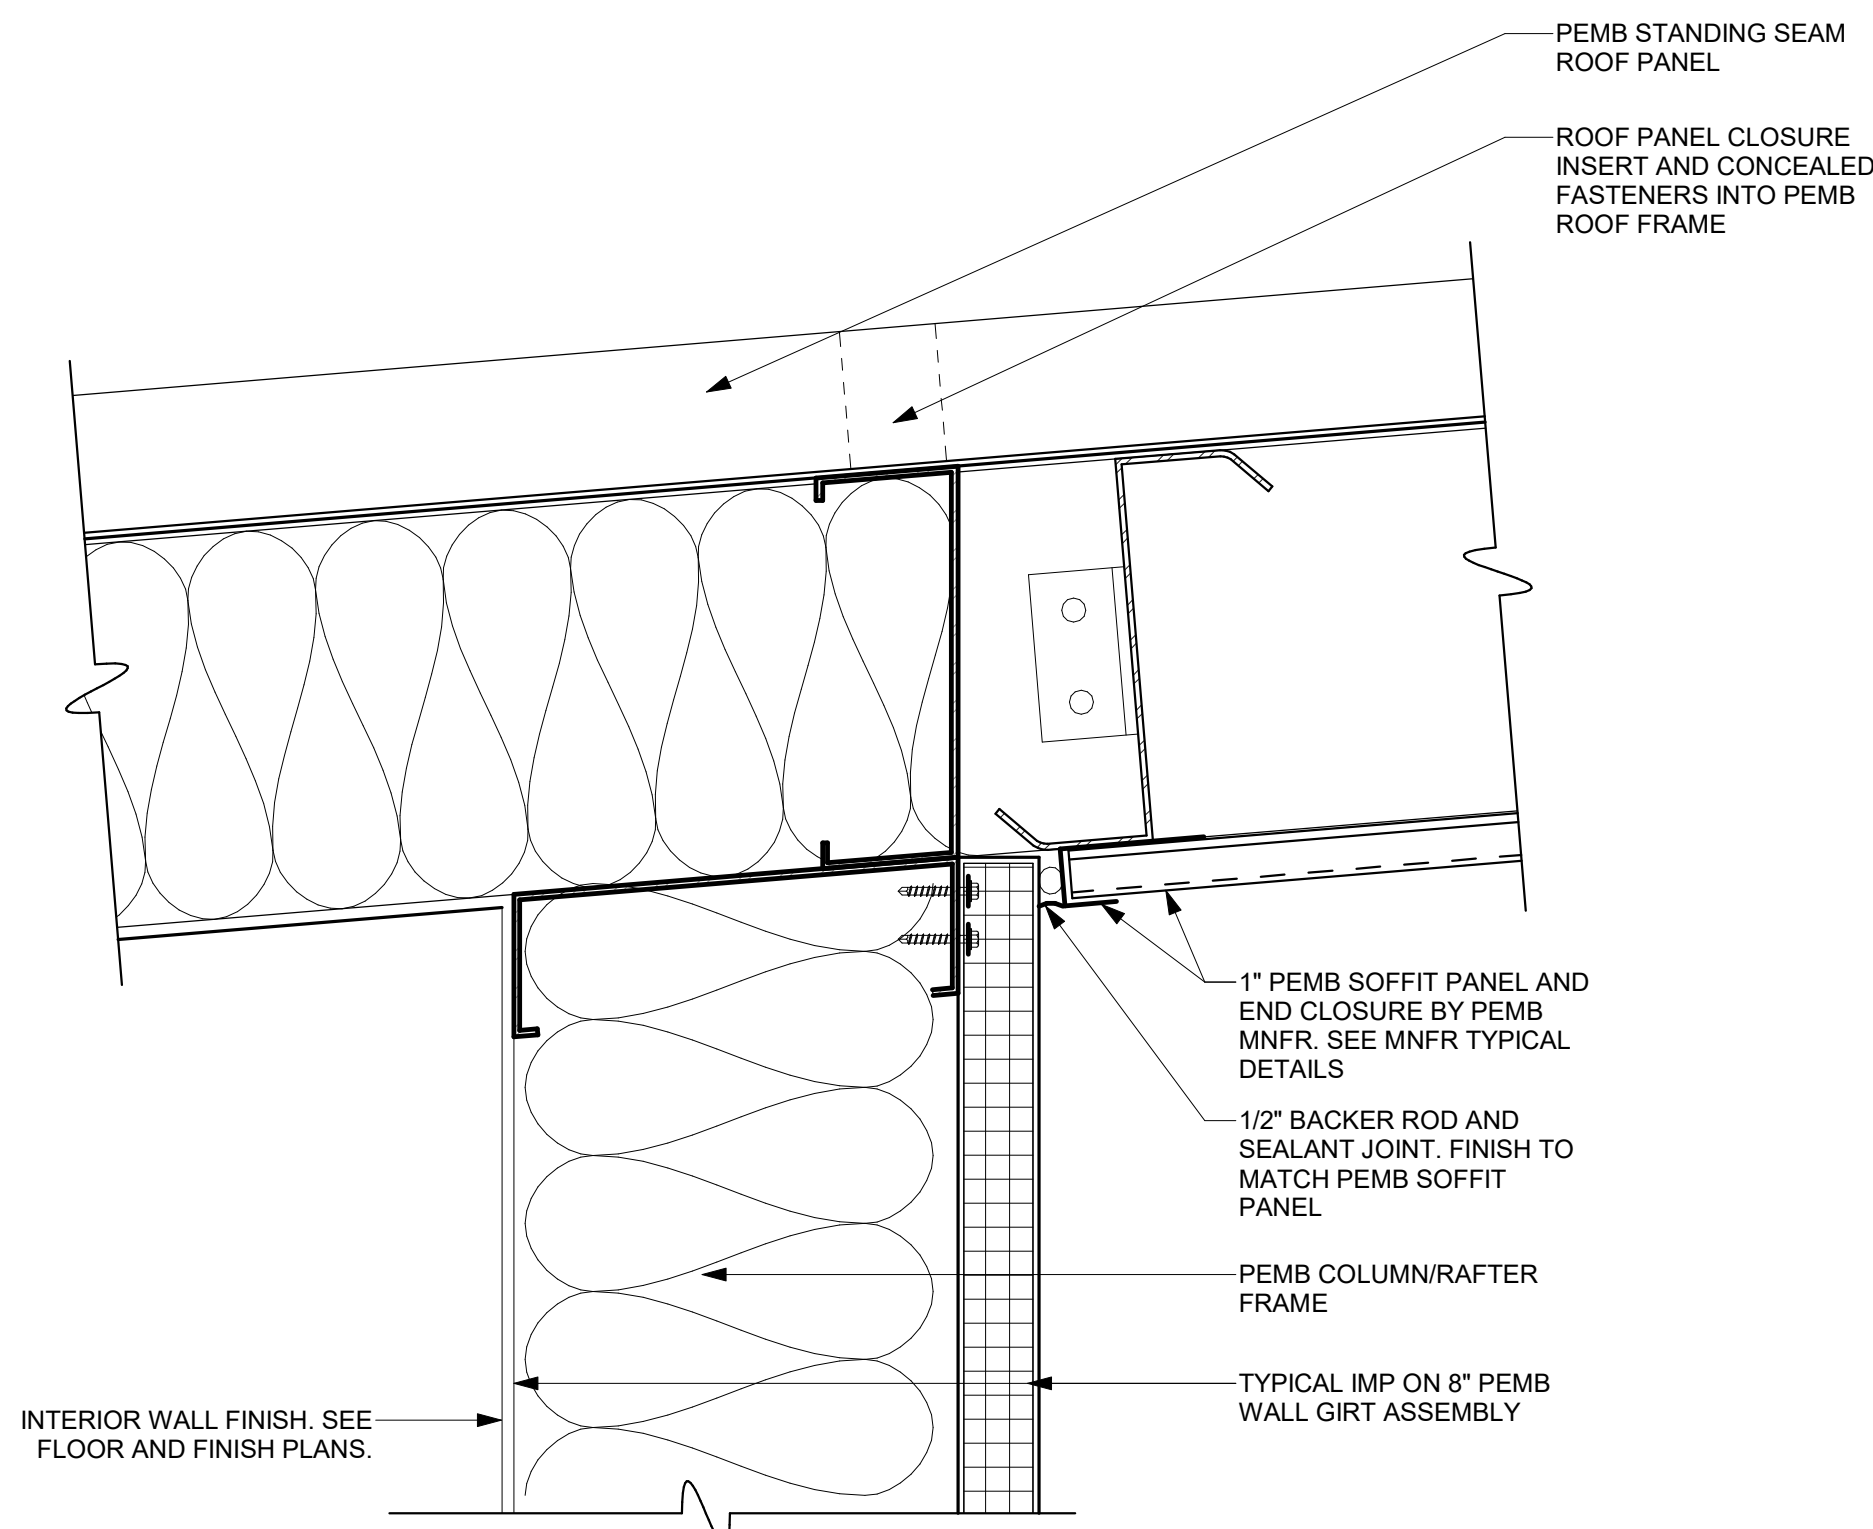 PEMB STANDING SEAM
ROOF PANEL
ROOF PANEL CLOSURE
INSERT AND CONCEALED
FASTENERS INTO PEMB
ROOF FRAME
1" PEMB SOFFIT PANEL AND
END CLOSURE BY PEMB
MNFR. SEE MNFR TYPICAL
DETAILS
1/2" BACKER ROD AND
SEALANT JOINT. FINISH TO
MATCH PEMB SOFFIT
PANEL
PEMB COLUMN/RAFTER
FRAME
TYPICAL IMP ON 8" PEMB
WALL GIRT ASSEMBLY
INTERIOR WALL FINISH. SEE
FLOOR AND FINISH PLANS.